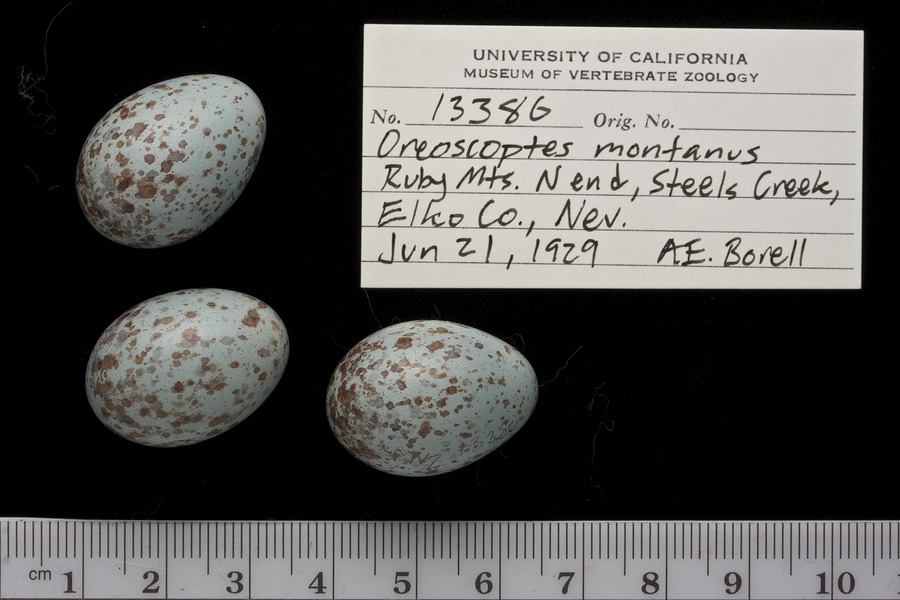 UNIVERSITY OF CALIFORNIA
MUSEUM OF VERTEBRATE ZOOLOGY
No. 13386 Orig. No.
Oreoscoptes montanus
Ruby Mts. N end, Steels Creek,
Elko Co., Nev.
Jun 21, 1929 A.E. Borell
cm 1 2 3 4 5 6 7 8 9 10